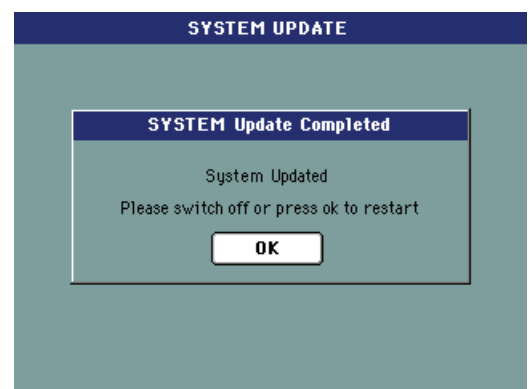 SYSTEM UPDATE
SYSTEM Update Completed
System Updated
Please switch off or press ok to restart
OK